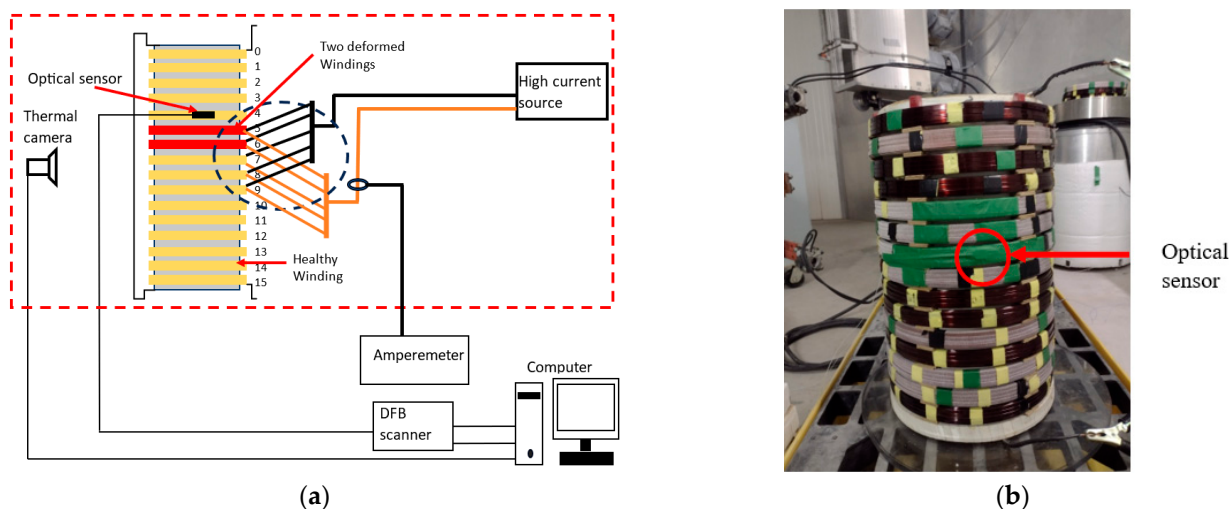 Two deformed
Windings
Optical sensor
Thermal
camera
High current
source
0
1
2
3
4
5
6
7
8
9
10
11
12
13
14
15
Healthy
Winding
Amperemeter
Computer
DFB
scanner
(a)
Optical
sensor
(b)